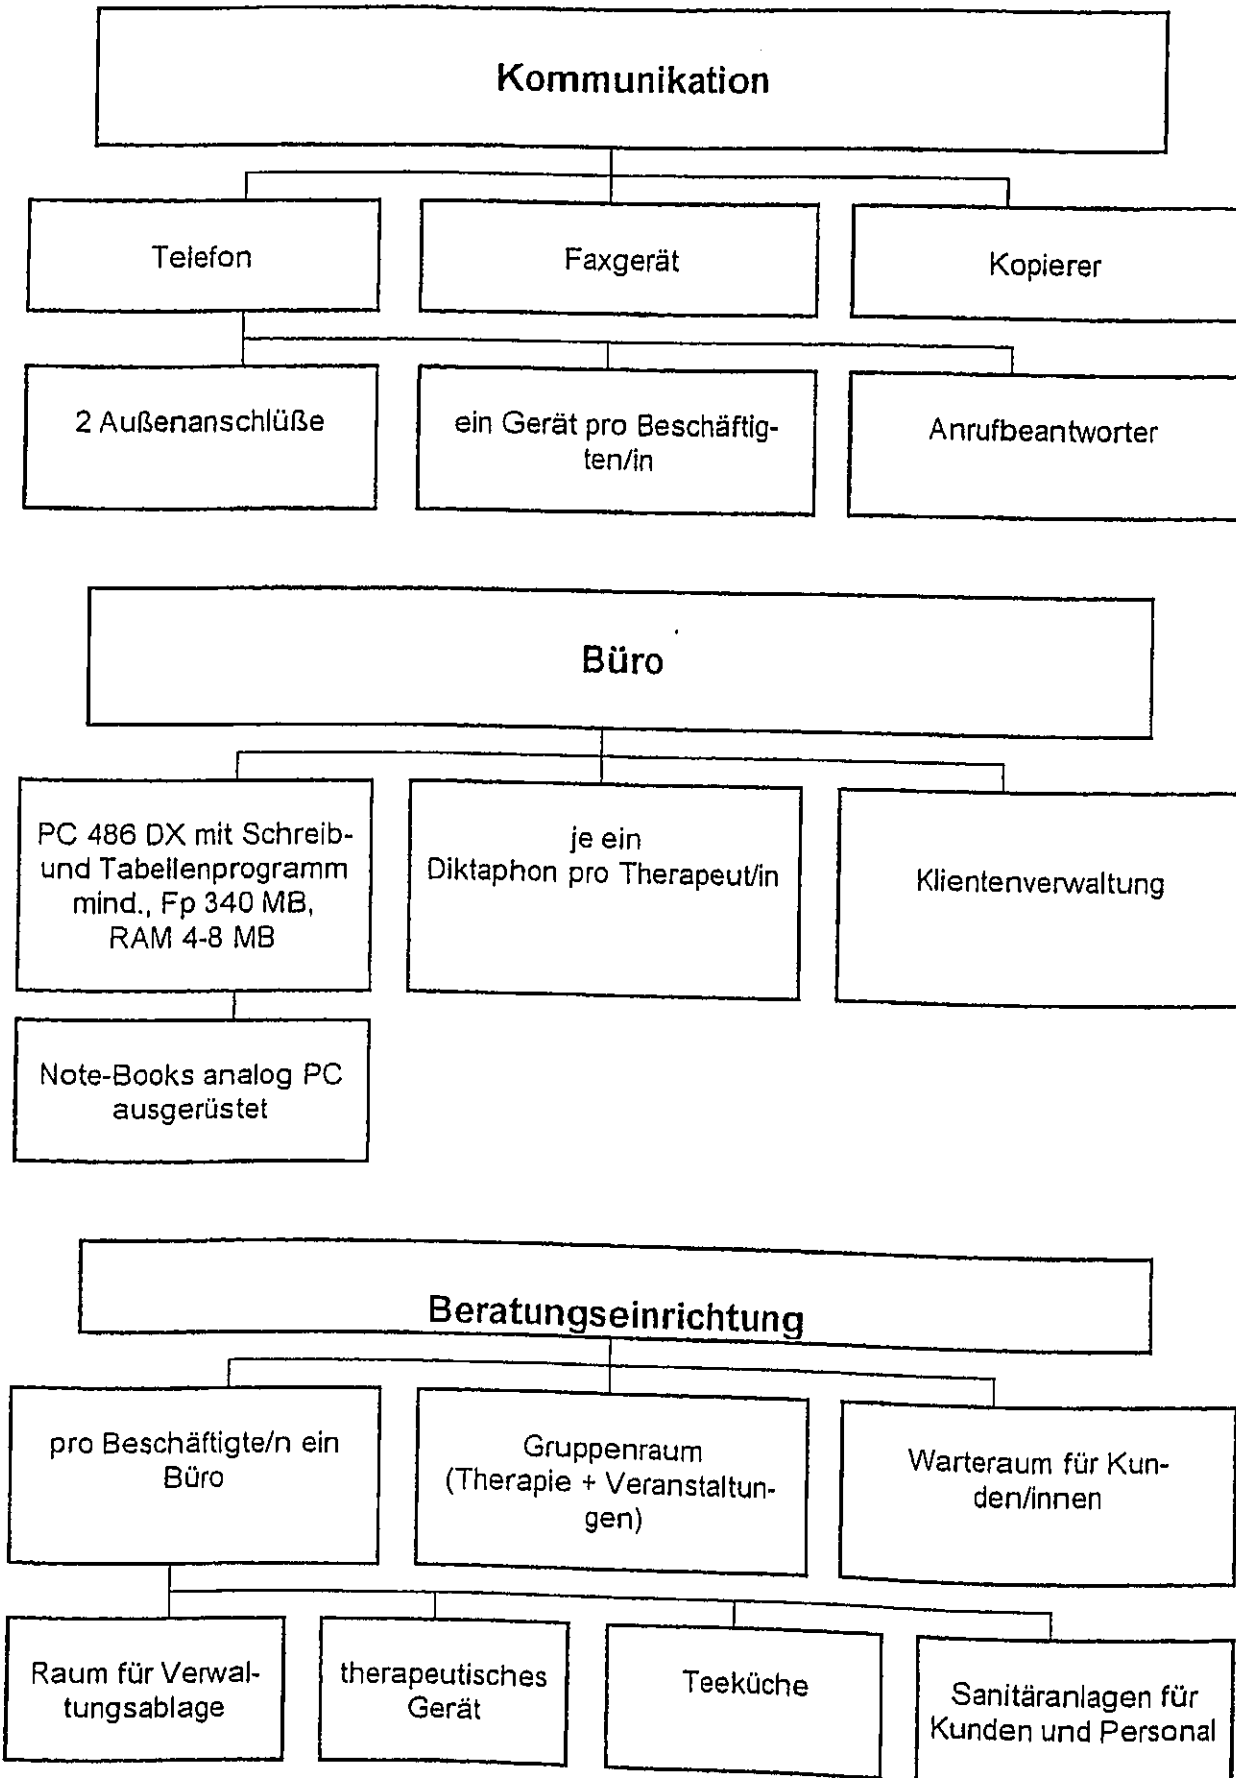 Kommunikation
Telefon
Faxgerät
Kopierer
2 Außenanschlüße
ein Gerät pro Beschäftig-
ten/in
Anrufbeantworter
Büro
PC 486 DX mit Schreib-
und Tabellenprogramm
mind., Fp 340 MB,
RAM 4-8 MB
je ein
Diktaphon pro Therapeut/in
Klientenverwaltung
Note-Books analog PC
ausgerüstet
Beratungseinrichtung
pro Beschäftigte/n ein
Büro
Gruppenraum
(Therapie + Veranstaltun-
gen)
Warteraum für Kun-
den/innen
Raum für Verwal-
tungsablage
therapeutisches
Gerät
Teeküche
Sanitäranlagen für
Kunden und Personal